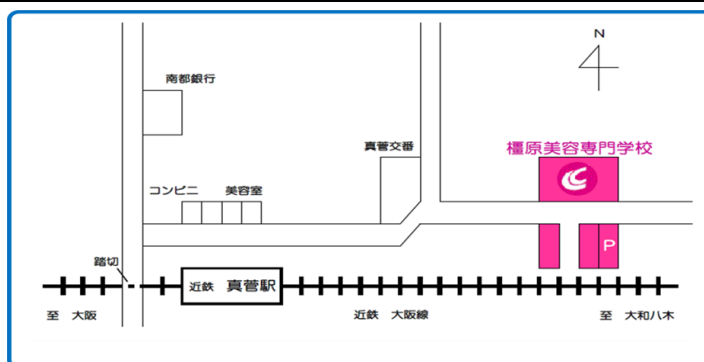 N
南都銀行
真菅交番
橿原美容専門学校
コンビニ
美容室
P
踏切
近鉄 真菅駅
至 大阪
近鉄 大阪線
至 大和八木